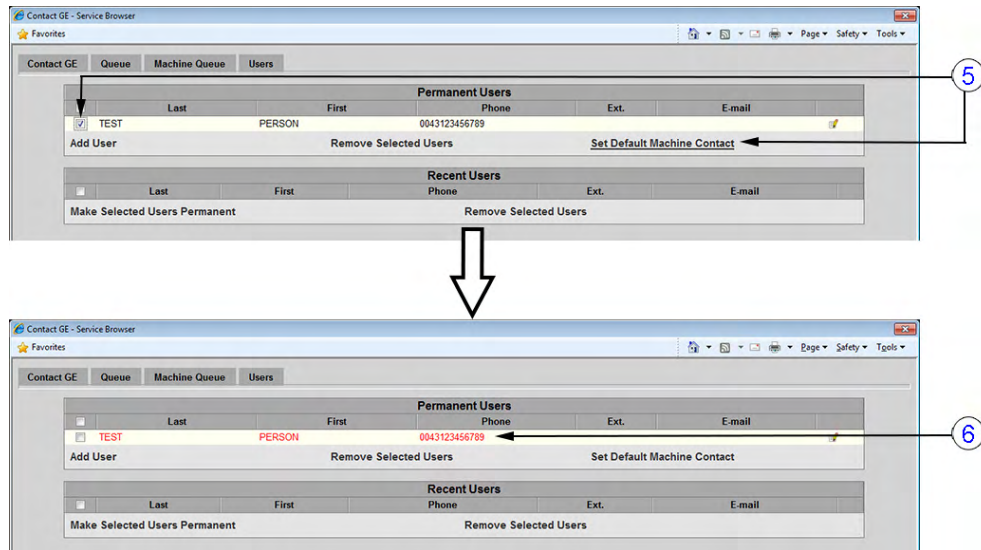 Contact GE - Service Browser
Favorites Page Safety Tools
Contact GE Queue Machine Queue Users
5
Permanent Users
Last First Phone Ext. E-mail
TEST PERSON 0043123456789
Add User Remove Selected Users Set Default Machine Contact
Recent Users
Last First Phone Ext. E-mail
Make Selected Users Permanent Remove Selected Users
Contact GE - Service Browser
Favorites Page Safety Tools
Contact GE Queue Machine Queue Users
Permanent Users
Last First Phone Ext. E-mail
TEST PERSON 0043123456789
6
Add User Remove Selected Users Set Default Machine Contact
Recent Users
Last First Phone Ext. E-mail
Make Selected Users Permanent Remove Selected Users